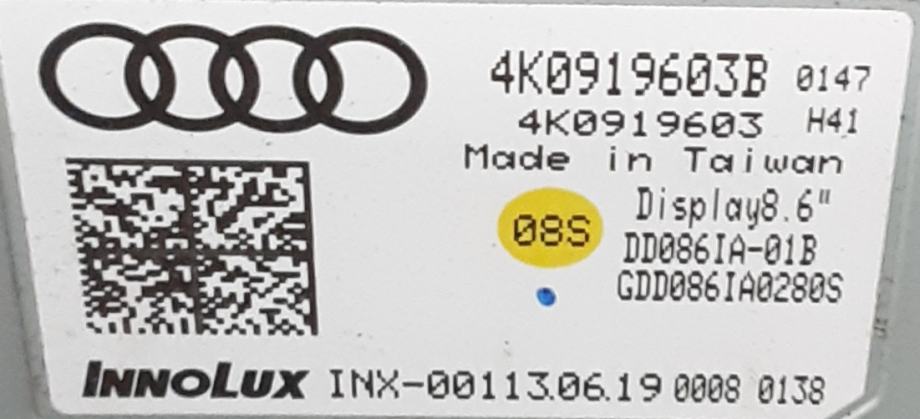 4K0919603B 0147
4K0919603 H41
Made in Taiwan
08S Display8.6"
DD086IA-01B
GDD086IA0280S
INNOLUX INX-00113.06.19 0008 0138